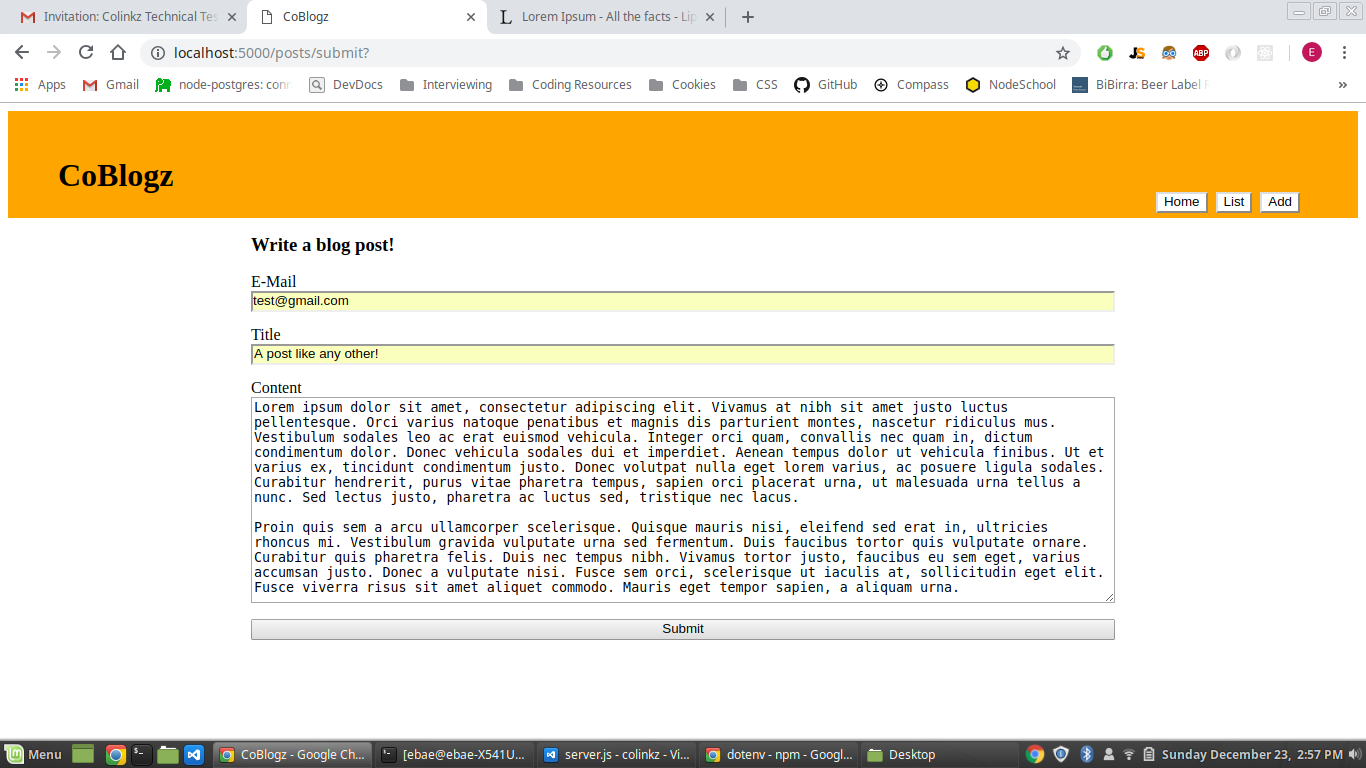 Invitation: Colinkz Technical Tes
CoBlogz
Lorem Ipsum - All the facts - Lip
localhost:5000/posts/submit?
ABP
E
Apps
Gmail
node-postgres: conn
DevDocs
Interviewing
Coding Resources
Cookies
CSS
GitHub
Compass
NodeSchool
BiBirra: Beer Label
CoBlogz
Home
List
Add
Write a blog post!
E-Mail
test@gmail.com
Title
A post like any other!
Content
Lorem ipsum dolor sit amet, consectetur adipiscing elit. Vivamus at nibh sit amet justo luctus
pellentesque. Orci varius natoque penatibus et magnis dis parturient montes, nascetur ridiculus mus.
Vestibulum sodales leo ac erat euismod vehicula. Integer orci quam, convallis nec quam in, dictum
condimentum dolor. Donec vehicula sodales dui et imperdiet. Aenean tempus dolor ut vehicula finibus. Ut et
varius ex, tincidunt condimentum justo. Donec volutpat nulla eget lorem varius, ac posuere ligula sodales.
Curabitur hendrerit, purus vitae pharetra tempus, sapien orci placerat urna, ut malesuada urna tellus a
nunc. Sed lectus justo, pharetra ac luctus sed, tristique nec lacus.
Proin quis sem a arcu ullamcorper scelerisque. Quisque mauris nisi, eleifend sed erat in, ultricies
rhoncus mi. Vestibulum gravida vulputate urna sed fermentum. Duis faucibus tortor quis vulputate ornare.
Curabitur quis pharetra felis. Duis nec tempus nibh. Vivamus tortor justo, faucibus eu sem eget, varius
accumsan justo. Donec a vulputate nisi. Fusce sem orci, scelerisque ut iaculis at, sollicitudin eget elit.
Fusce viverra risus sit amet aliquet commodo. Mauris eget tempor sapien, a aliquam urna.
Submit
Menu
CoBlogz - Google Ch...
[ebae@ebae-X541U...
server.js - colinkz - Vi...
dotenv - npm - Googl...
Desktop
Sunday December 23, 2:57 PM